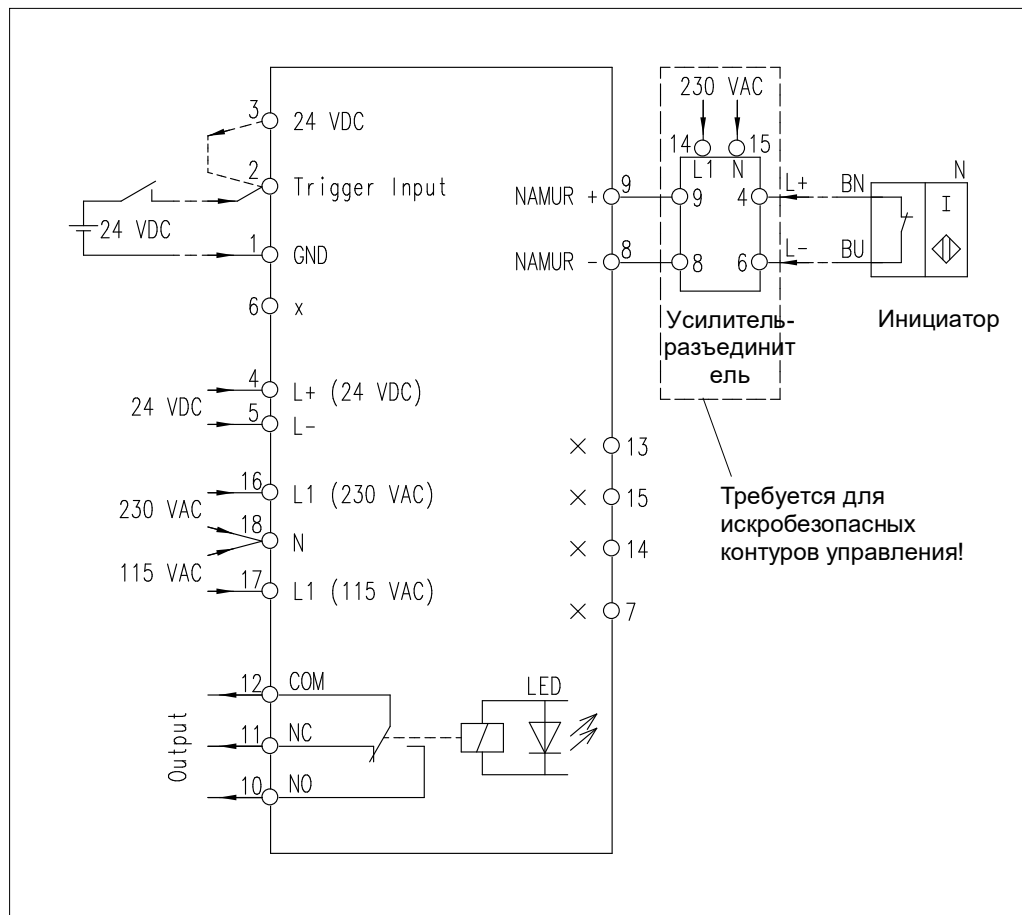 230 VAC
14 15
L1 N
3 24 VDC
2 Trigger Input
24 VDC
1 GND
6 x
NAMUR + 9
9 4
L+ BN
N
I
NAMUR - 8
8 6
L- BU
Усилитель-
разъединит
ель
Инициатор
4 L+ (24 VDC)
24 VDC
5 L-
13
16 L1 (230 VAC)
230 VAC
18 N
115 VAC
17 L1 (115 VAC)
15
14
7
Требуется для
искробезопасных
контуров управления!
12 COM
LED
11 NC
Output
10 NO